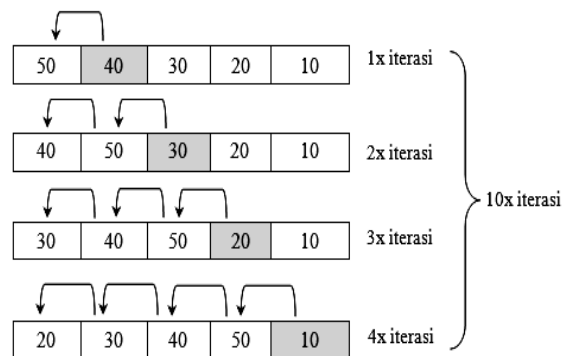 50 40 30 20 10 1x iterasi
40 50 30 20 10 2x iterasi
10x iterasi
30 40 50 20 10 3x iterasi
20 30 40 50 10 4x iterasi